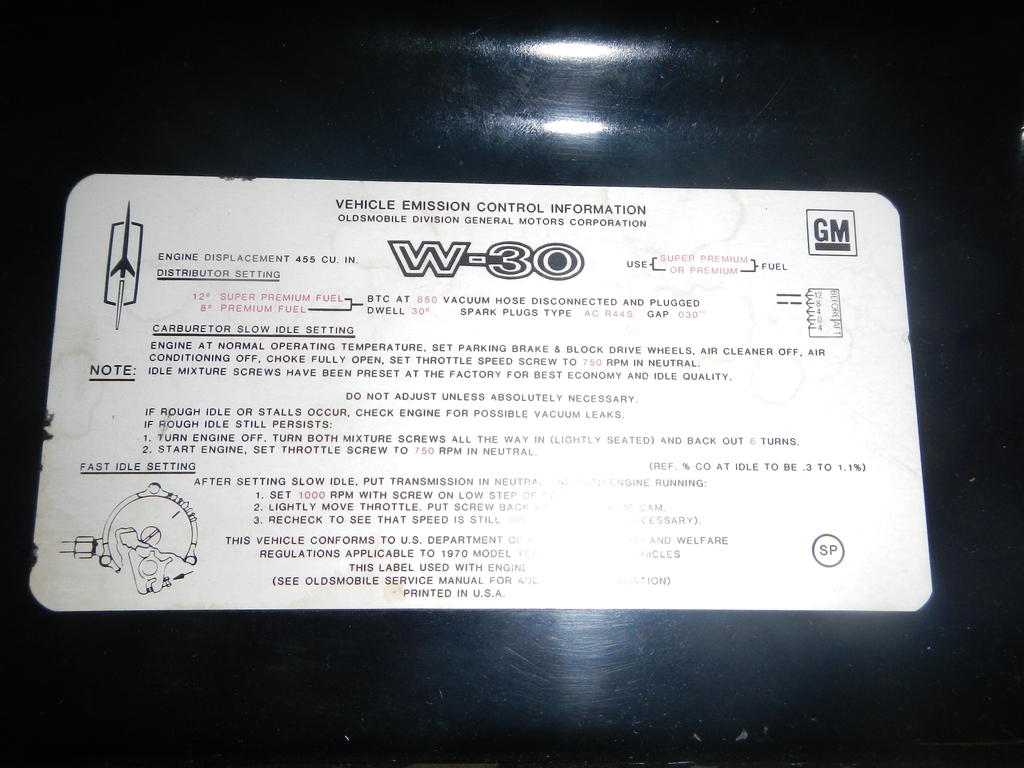 VEHICLE EMISSION CONTROL INFORMATION
OLDSMOBILE DIVISION GENERAL MOTORS CORPORATION
GM
W-30
ENGINE DISPLACEMENT 455 CU. IN.
DISTRIBUTOR SETTING
USE SUPER PREMIUM OR PREMIUM FUEL
12° SUPER PREMIUM FUEL
8° PREMIUM FUEL
BTC AT 850 VACUUM HOSE DISCONNECTED AND PLUGGED
DWELL 30° SPARK PLUGS TYPE AC R44S GAP 030"
12
8
4
0
4
BEFORE
AFT
CARBURETOR SLOW IDLE SETTING
ENGINE AT NORMAL OPERATING TEMPERATURE, SET PARKING BRAKE & BLOCK DRIVE WHEELS, AIR CLEANER OFF, AIR
CONDITIONING OFF, CHOKE FULLY OPEN, SET THROTTLE SPEED SCREW TO 750 RPM IN NEUTRAL.
NOTE: IDLE MIXTURE SCREWS HAVE BEEN PRESET AT THE FACTORY FOR BEST ECONOMY AND IDLE QUALITY.
DO NOT ADJUST UNLESS ABSOLUTELY NECESSARY.
IF ROUGH IDLE OR STALLS OCCUR, CHECK ENGINE FOR POSSIBLE VACUUM LEAKS.
IF ROUGH IDLE STILL PERSISTS:
1. TURN ENGINE OFF, TURN BOTH MIXTURE SCREWS ALL THE WAY IN (LIGHTLY SEATED) AND BACK OUT 6 TURNS.
2. START ENGINE, SET THROTTLE SCREW TO 750 RPM IN NEUTRAL.
FAST IDLE SETTING
(REF. % CO AT IDLE TO BE .3 TO 1.1%)
AFTER SETTING SLOW IDLE, PUT TRANSMISSION IN NEUTRAL AND WITH ENGINE RUNNING:
1. SET 1000 RPM WITH SCREW ON LOW STEP OF
2. LIGHTLY MOVE THROTTLE. PUT SCREW BACK CAM.
3. RECHECK TO SEE THAT SPEED IS STILL
THIS VEHICLE CONFORMS TO U.S. DEPARTMENT AND WELFARE
REGULATIONS APPLICABLE TO 1970 MODEL
THIS LABEL USED WITH ENGINE
(SEE OLDSMOBILE SERVICE MANUAL FOR
PRINTED IN U.S.A.
SP